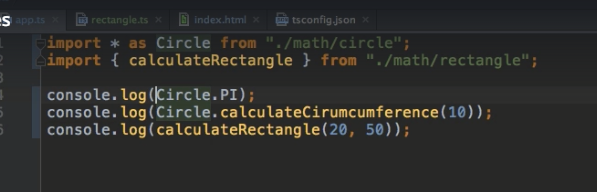 es app.ts rectangle.ts index.html tsconfig.json
import * as Circle from "./math/circle";
import { calculateRectangle } from "./math/rectangle";
console.log(Circle.PI);
console.log(Circle.calculateCirumcumference(10));
console.log(calculateRectangle(20, 50));